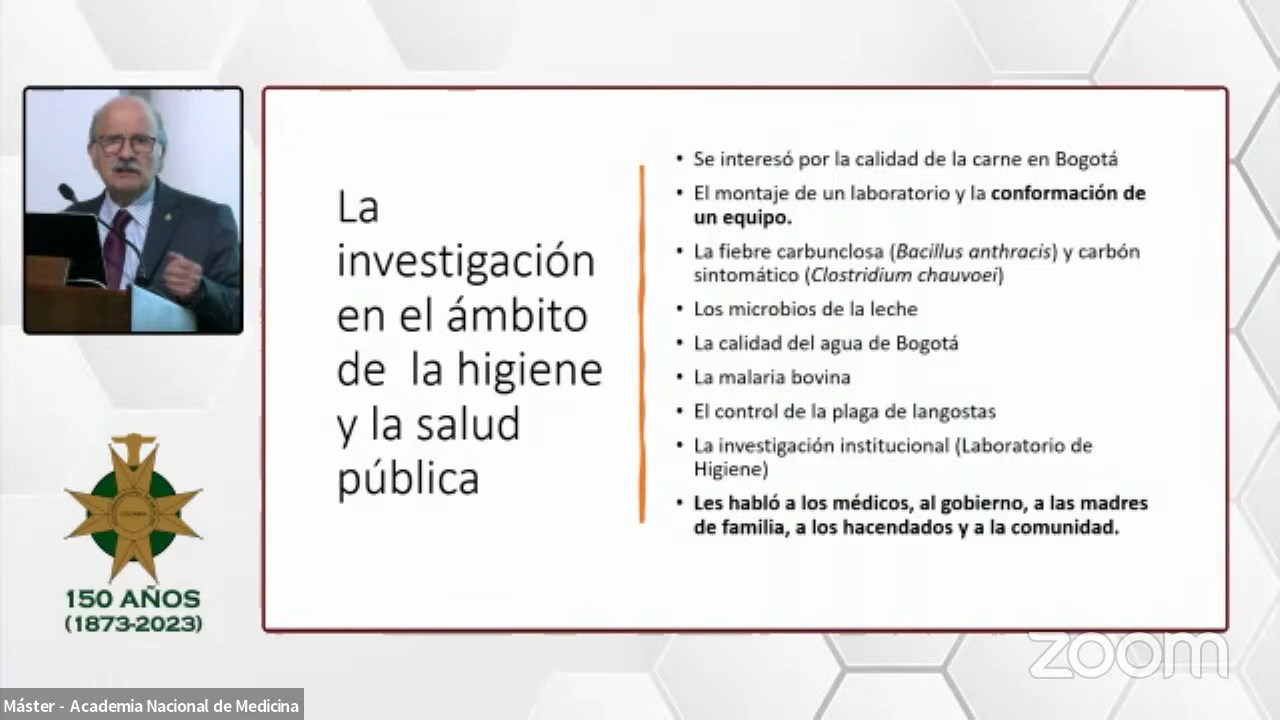 La
investigación
en el ámbito
de la higiene
y la salud
pública
• Se interesó por la calidad de la carne en Bogotá
• El montaje de un laboratorio y la conformación de
un equipo.
• La fiebre carbunclosa (Bacillus anthracis) y carbón
sintomático (Clostridium chauvoei)
• Los microbios de la leche
• La calidad del agua de Bogotá
• La malaria bovina
• El control de la plaga de langostas
• La investigación institucional (Laboratorio de
Higiene)
• Les habló a los médicos, al gobierno, a las madres
de familia, a los hacendados y a la comunidad.
150 AÑOS
(1873-2023)
zoom
Máster - Academia Nacional de Medicina